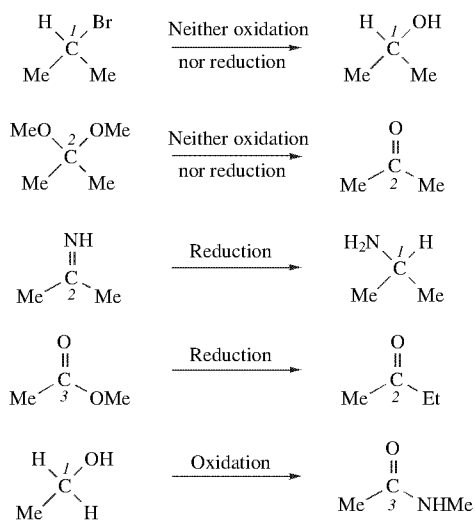 H Br Neither oxidation H OH
1 1
C nor reduction C
Me Me Me Me
MeO OMe Neither oxidation O
2
C nor reduction C
Me Me Me 2 Me
NH Reduction H2N H
1
C C
Me 2 Me Me Me
O Reduction O
C C
Me 3 OMe Me 2 Et
H OH Oxidation O
1
C C
Me H Me 3 NHMe